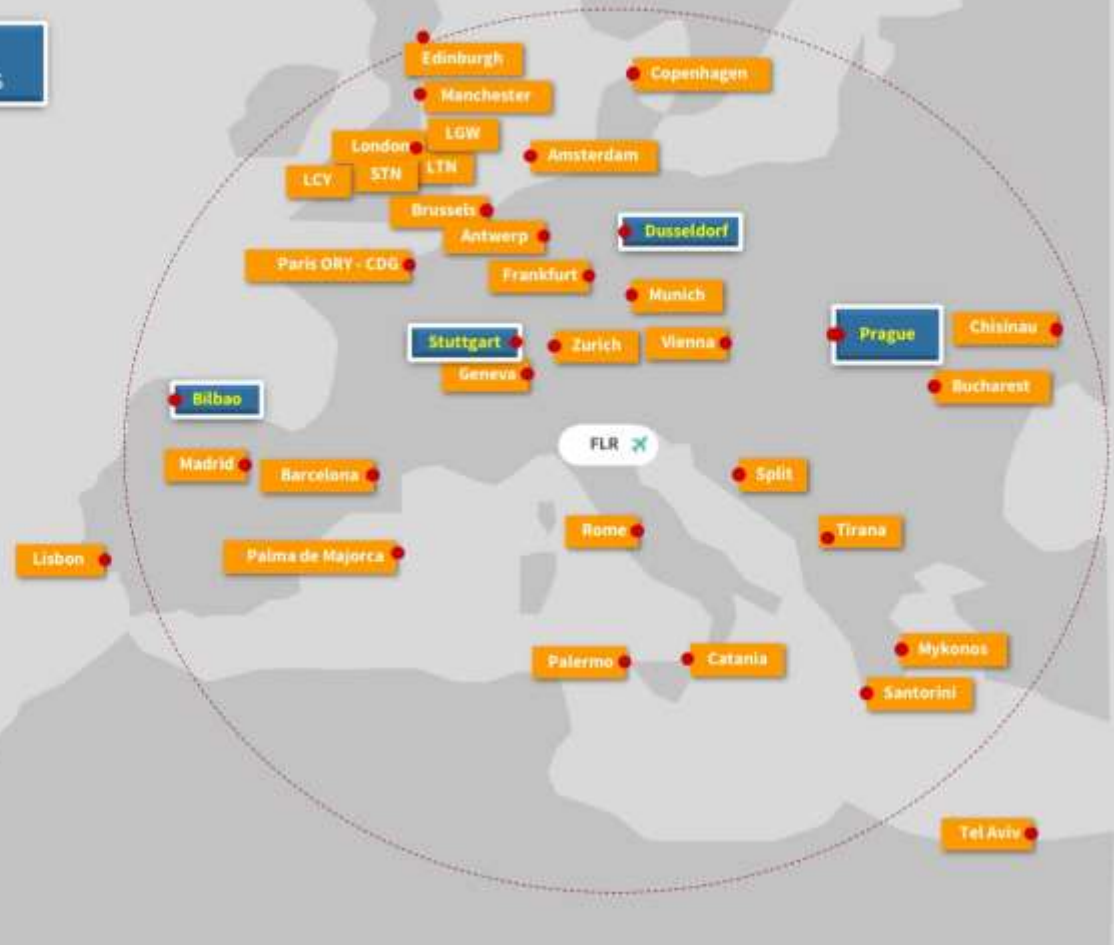 S
Edinburgh
Copenhagen
Manchester
LGW
London
LTN
Amsterdam
LCY
STN
Brussels
Antwerp
Dusseldorf
Paris ORY - CDG
Frankfurt
Munich
Stuttgart
Zurich
Vienna
Prague
Chisinau
Geneva
Bucharest
Bilbao
FLR
Madrid
Barcelona
Split
Rome
Tirana
Lisbon
Palma de Majorca
Palermo
Catania
Mykonos
Santorini
Tel Aviv